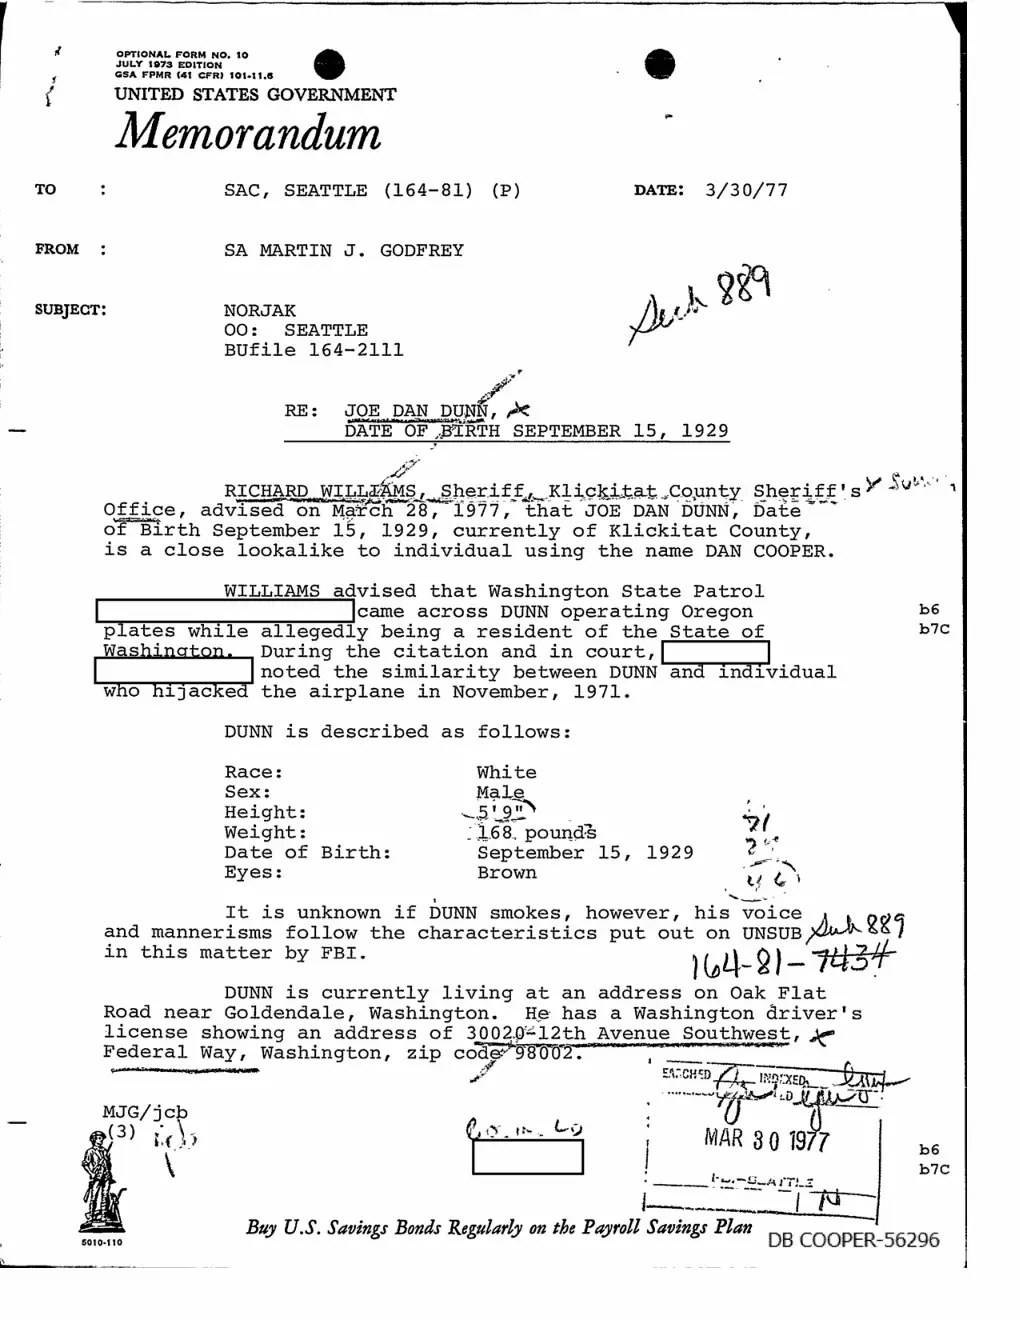 OPTIONAL FORM NO. 10
JULY 1973 EDITION
GSA FPMR (41 CFR) 101-11.6
UNITED STATES GOVERNMENT
Memorandum
TO : SAC, SEATTLE (164-81) (P) DATE: 3/30/77
FROM : SA MARTIN J. GODFREY
Sub 889
SUBJECT: NORJAK
OO: SEATTLE
BUfile 164-2111
RE: JOE DAN DUNN,
DATE OF BIRTH SEPTEMBER 15, 1929
RICHARD WILLIAMS, Sheriff, Klickitat County Sheriff's
Office, advised on March 28, 1977, that JOE DAN DUNN, Date
of Birth September 15, 1929, currently of Klickitat County,
is a close lookalike to individual using the name DAN COOPER.
WILLIAMS advised that Washington State Patrol
came across DUNN operating Oregon b6
plates while allegedly being a resident of the State of b7C
Washington. During the citation and in court,
noted the similarity between DUNN and individual
who hijacked the airplane in November, 1971.
DUNN is described as follows:
Race: White
Sex: Male
Height: 5'9"
Weight: 168 pounds
Date of Birth: September 15, 1929
Eyes: Brown
It is unknown if DUNN smokes, however, his voice
and mannerisms follow the characteristics put out on UNSUB Sub 889
in this matter by FBI. 164-81-7434
DUNN is currently living at an address on Oak Flat
Road near Goldendale, Washington. He has a Washington driver's
license showing an address of 30020-12th Avenue Southwest,
Federal Way, Washington, zip code 98002.
INDEXED
MJG/jcb
(3)
MAR 30 1977
b6
b7C
Buy U.S. Savings Bonds Regularly on the Payroll Savings Plan
5010-110
DB COOPER-56296